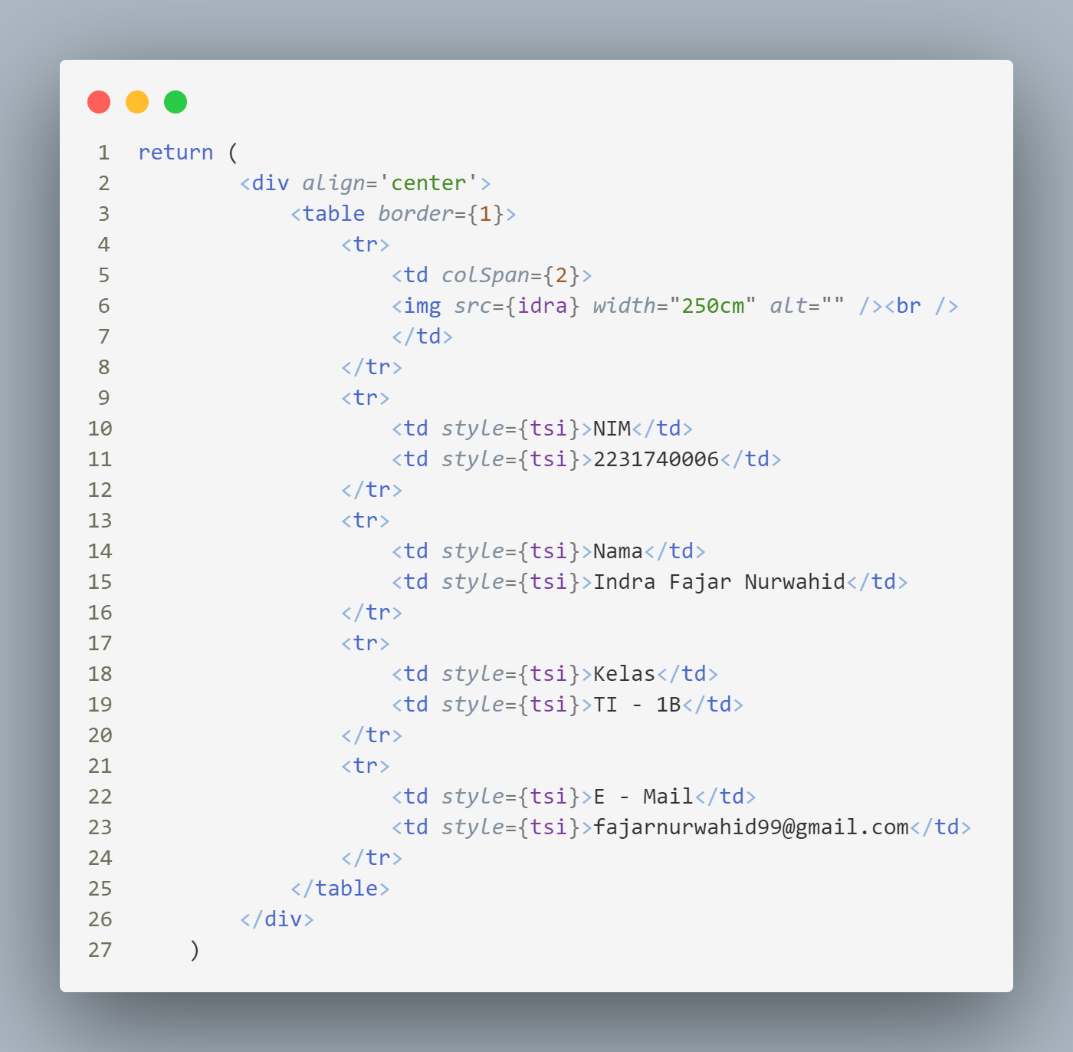 1 return (
2 <div align='center'>
3 <table border={1}>
4 <tr>
5 <td colSpan={2}>
6 <img src={idra} width="250cm" alt="" /><br />
7 </td>
8 </tr>
9 <tr>
10 <td style={tsi}>NIM</td>
11 <td style={tsi}>2231740006</td>
12 </tr>
13 <tr>
14 <td style={tsi}>Nama</td>
15 <td style={tsi}>Indra Fajar Nurwahid</td>
16 </tr>
17 <tr>
18 <td style={tsi}>Kelas</td>
19 <td style={tsi}>TI - 1B</td>
20 </tr>
21 <tr>
22 <td style={tsi}>E - Mail</td>
23 <td style={tsi}>fajarnurwahid99@gmail.com</td>
24 </tr>
25 </table>
26 </div>
27 )